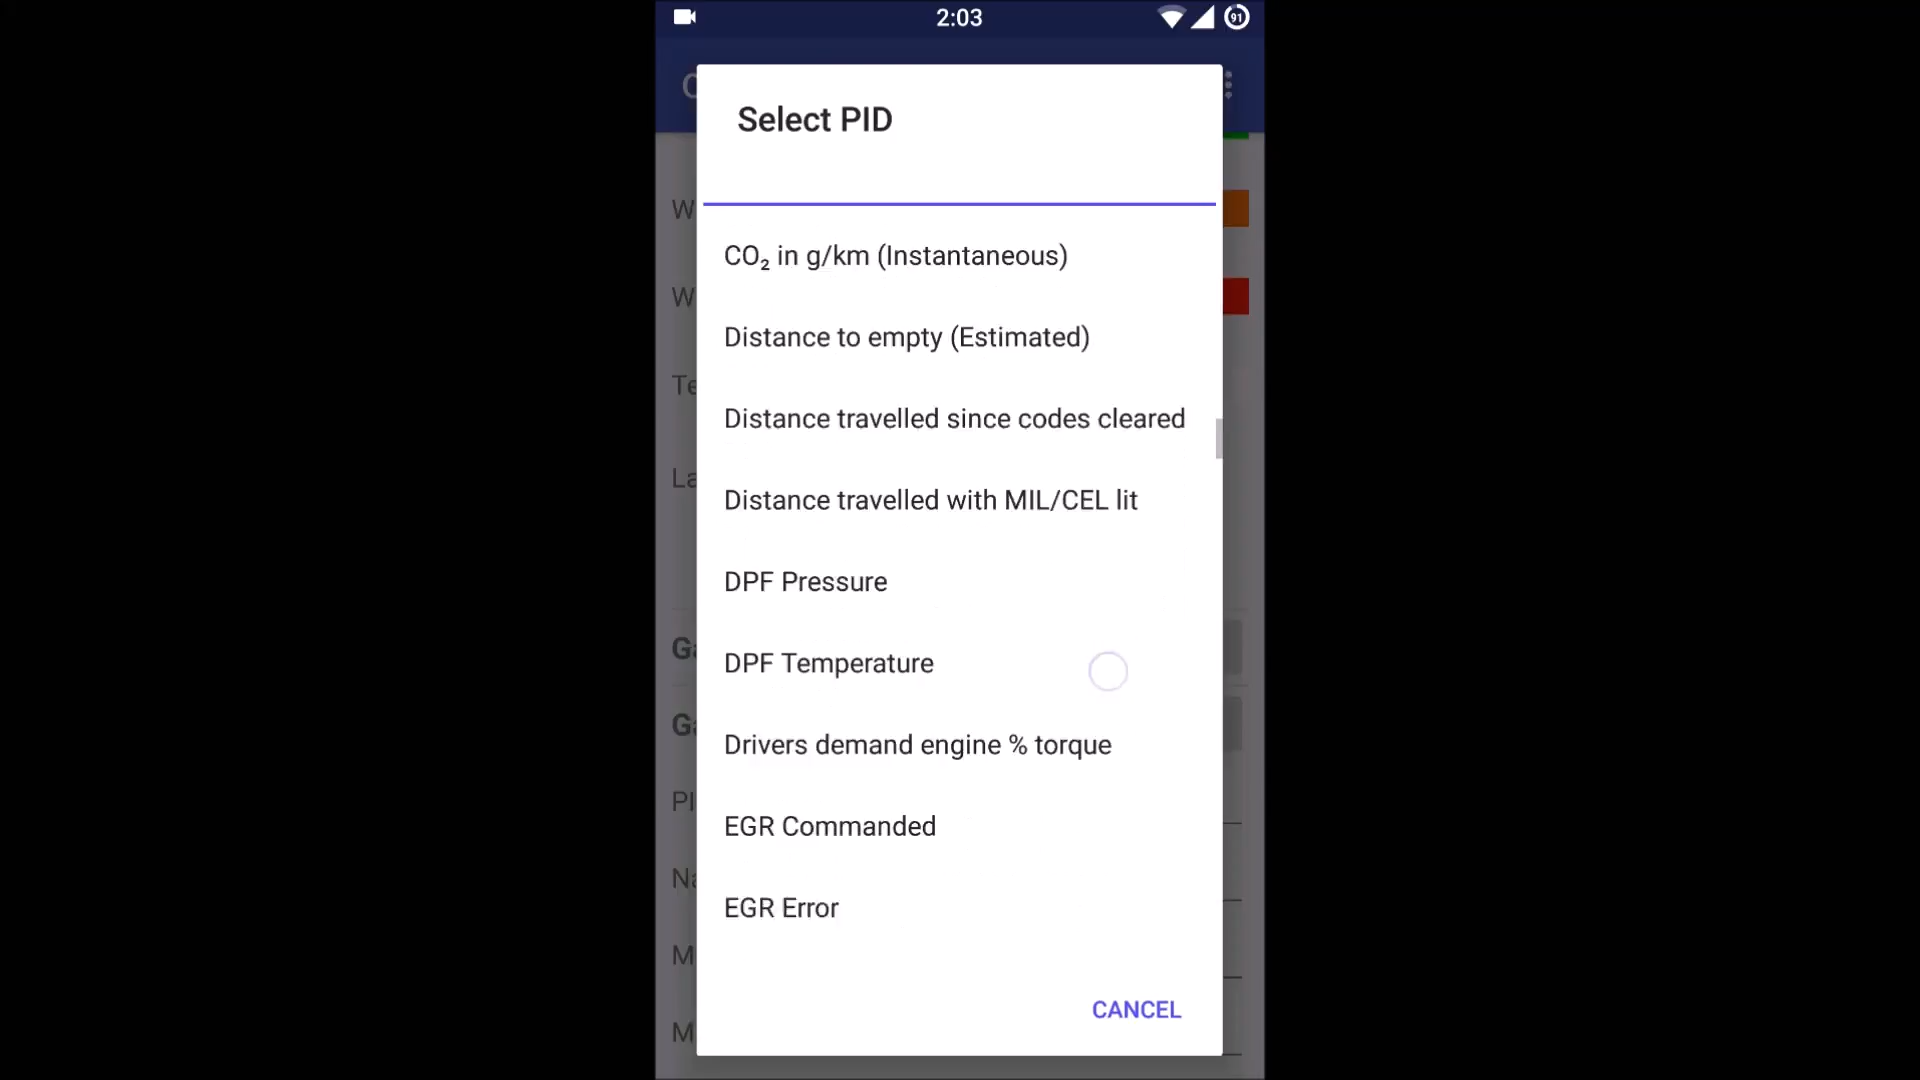 2:03
91
Select PID
CO₂ in g/km (Instantaneous)
Distance to empty (Estimated)
Distance travelled since codes cleared
Distance travelled with MIL/CEL lit
DPF Pressure
DPF Temperature
Drivers demand engine % torque
EGR Commanded
EGR Error
CANCEL